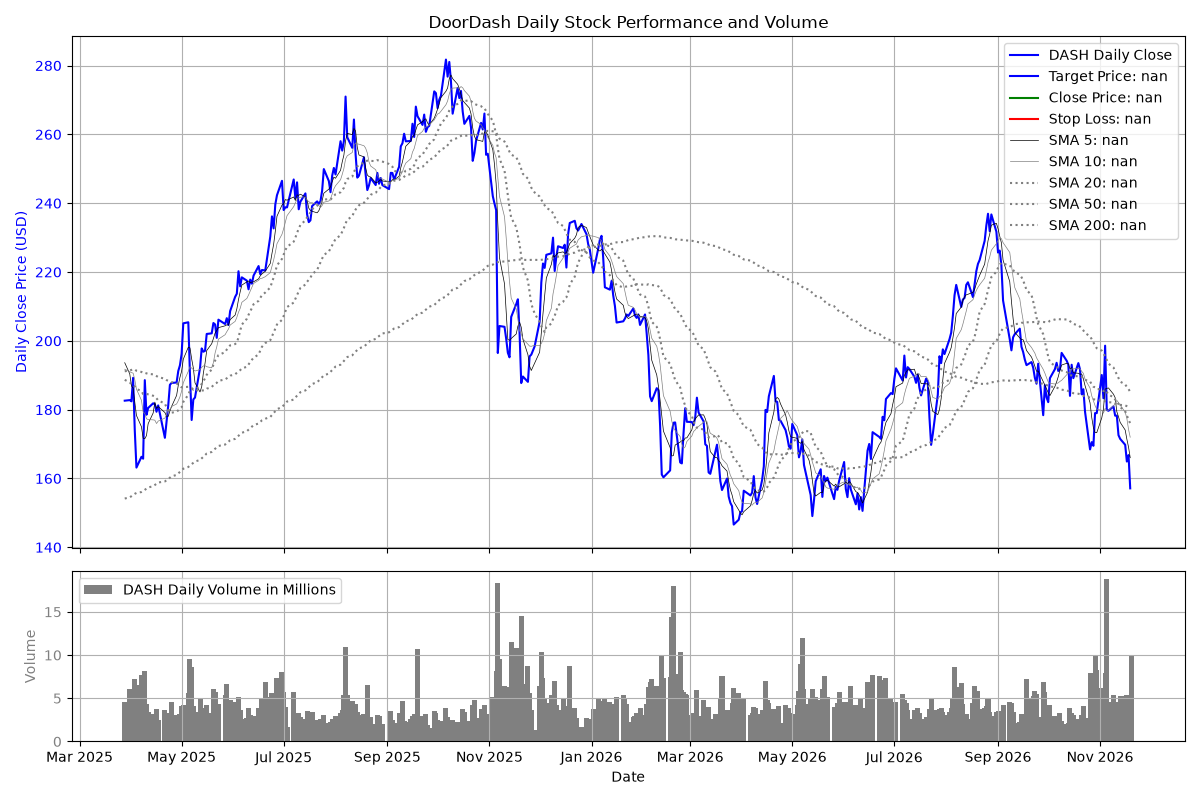 DoorDash Daily Stock Performance and Volume
Daily Close Price (USD)
280
260
240
220
200
180
160
140
DASH Daily Close
Target Price: nan
Close Price: nan
Stop Loss: nan
SMA 5: nan
SMA 10: nan
SMA 20: nan
SMA 50: nan
SMA 200: nan
DASH Daily Volume in Millions
Volume
15
10
5
0
Mar 2025 May 2025 Jul 2025 Sep 2025 Nov 2025 Jan 2026 Mar 2026 May 2026 Jul 2026 Sep 2026 Nov 2026
Date